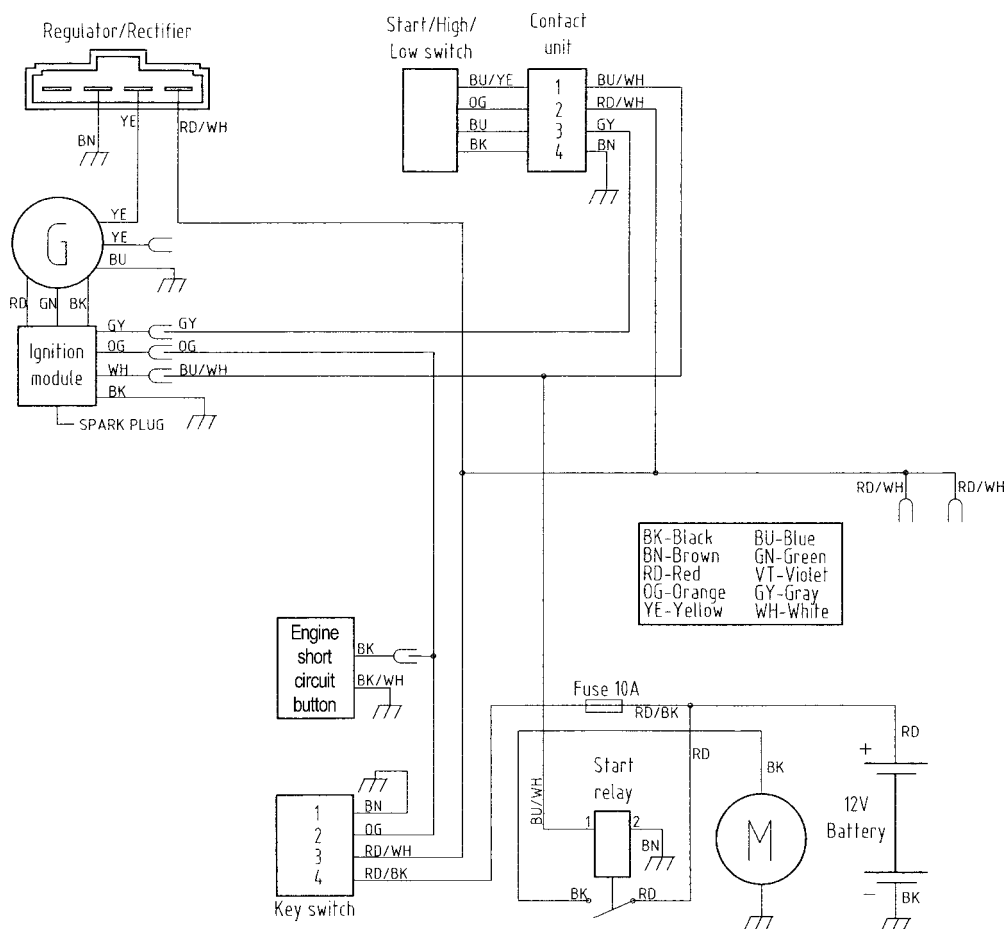 Regulator/Rectifier
Start/High/
Low switch
Contact
unit
BU/YE
OG
BU
BK
1
2
3
4
BU/WH
RD/WH
GY
BN
BN
YE
RD/WH
G
YE
YE
BU
RD
GN
BK
Ignition
module
GY
OG
WH
BK
GY
OG
BU/WH
SPARK PLUG
RD/WH
RD/WH
BK-Black
BN-Brown
RD-Red
OG-Orange
YE-Yellow
BU-Blue
GN-Green
VT-Violet
GY-Gray
WH-White
Engine
short
circuit
button
BK
BK/WH
Fuse 10A
RD/BK
RD
BK
RD
+
12V
Battery
-
BK
M
Start
relay
BU/WH
1
2
BN
BK
RD
1
2
3
4
BN
OG
RD/WH
RD/BK
Key switch